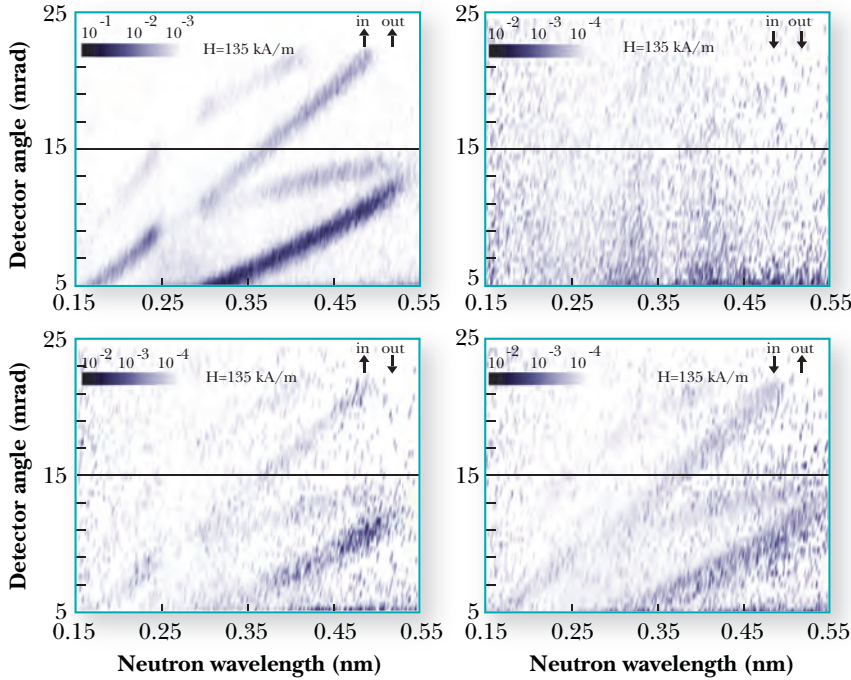 25
10^-1 10^-2 10^-3
in out
H=135 kA/m
15
5
0.15 0.25 0.35 0.45 0.55
Detector angle (mrad)
25
10^-2 10^-3 10^-4
in out
H=135 kA/m
15
5
0.15 0.25 0.35 0.45 0.55
25
10^-2 10^-3 10^-4
in out
H=135 kA/m
15
5
0.15 0.25 0.35 0.45 0.55
Detector angle (mrad)
Neutron wavelength (nm)
25
10^-2 10^-3 10^-4
in out
H=135 kA/m
15
5
0.15 0.25 0.35 0.45 0.55
Neutron wavelength (nm)